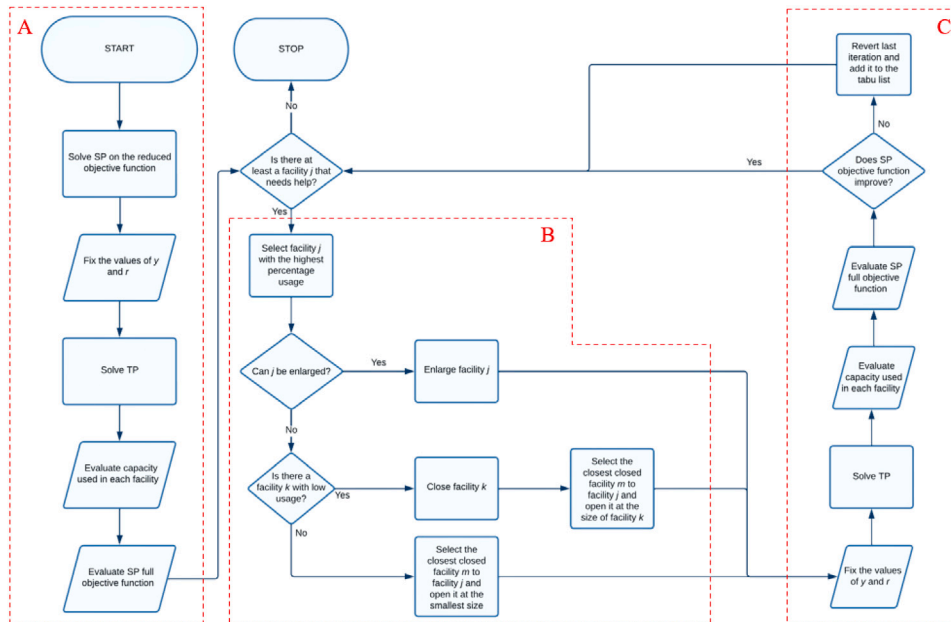 A
START
Solve SP on the reduced
objective function
Fix the values of y
and r
Solve TP
Evaluate capacity
used in each facility
Evaluate SP full
objective function
STOP
No
Is there at
least a facility j that
needs help?
Yes
B
Select facility j
with the highest
percentage
usage
Can j be enlarged?
Yes
Enlarge facility j
No
Is there a
facility k with low
usage?
Yes
Close facility k
Select the
closest closed
facility m to
facility j and
open it at the
size of facility k
No
Select the
closest closed
facility m to
facility j and
open it at the
smallest size
C
Revert last
iteration and
add it to the
tabu list
No
Does SP
objective function
improve?
Yes
Evaluate SP
full objective
function
Evaluate
capacity used
in each facility
Solve TP
Fix the values
of y and r